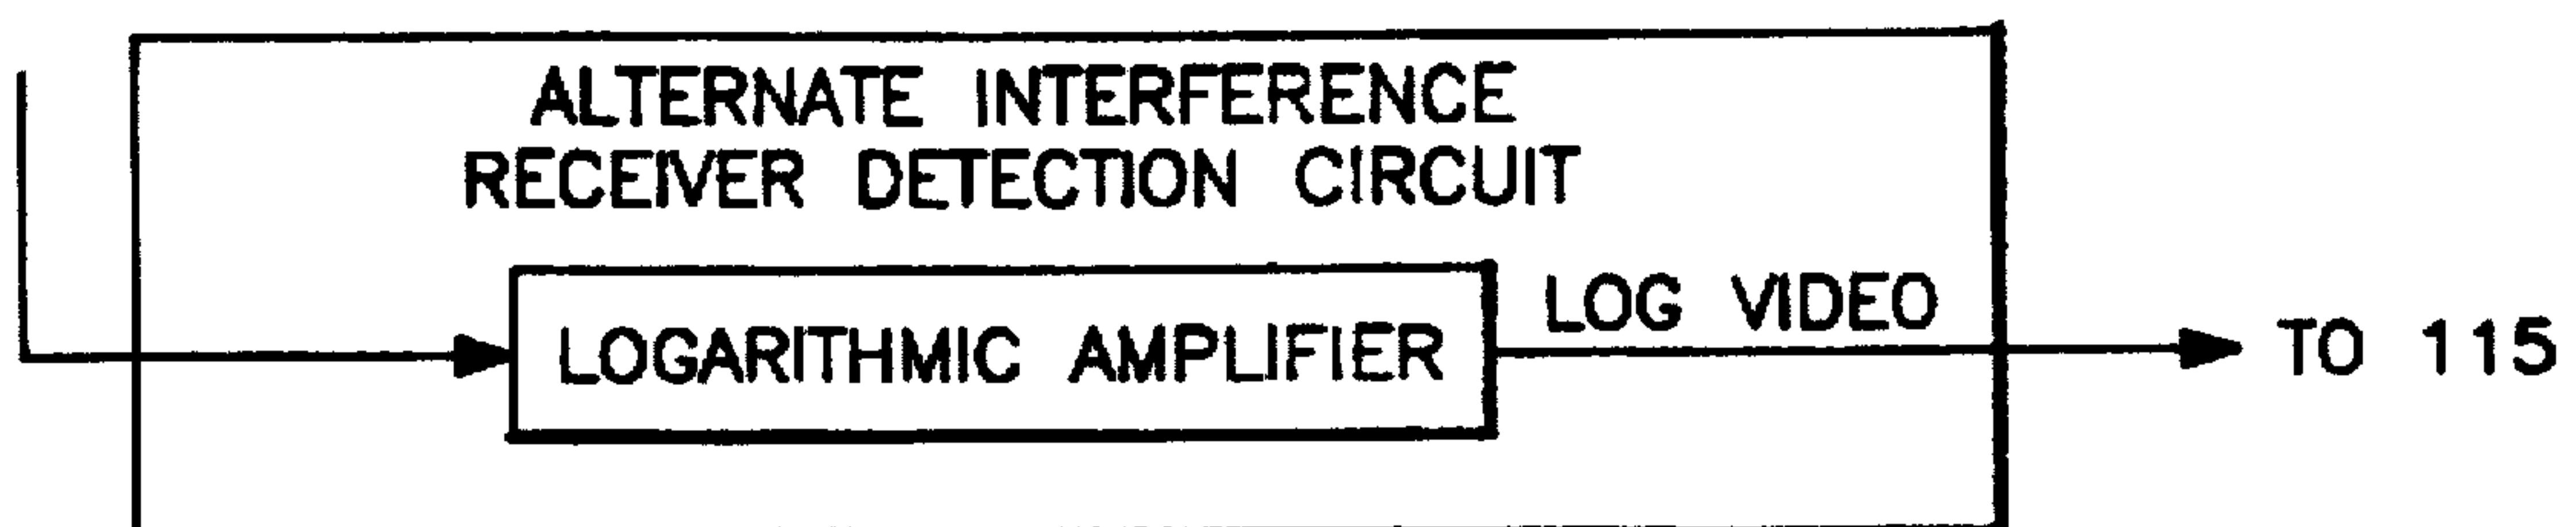 ALTERNATE INTERFERENCE
RECEIVER DETECTION CIRCUIT
LOGARITHMIC AMPLIFIER
LOG VIDEO
TO 115